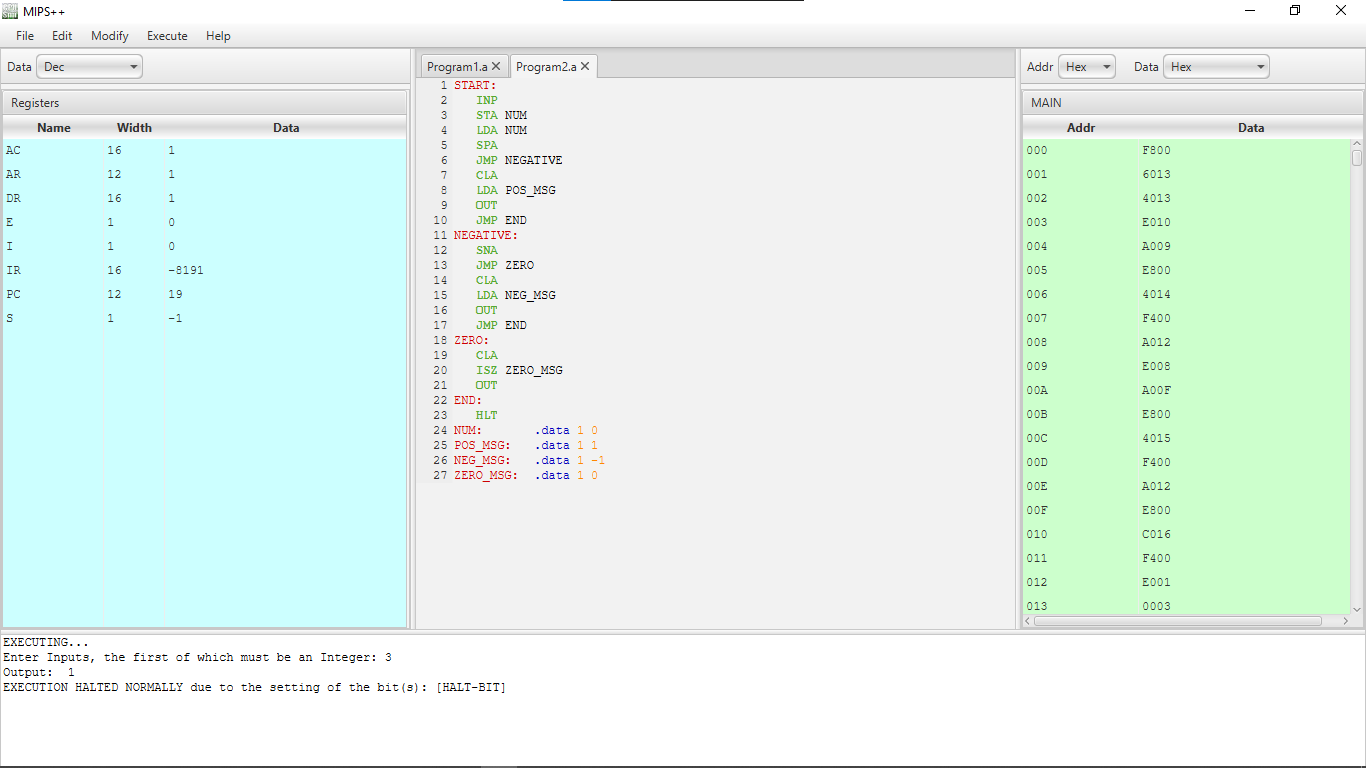 MIPS++
File Edit Modify Execute Help
Data Dec
Registers
Name Width Data
AC 16 1
AR 12 1
DR 16 1
E 1 0
I 1 0
IR 16 -8191
PC 12 19
S 1 -1
Program1.a Program2.a
1 START:
2 INP
3 STA NUM
4 LDA NUM
5 SPA
6 JMP NEGATIVE
7 CLA
8 LDA POS_MSG
9 OUT
10 JMP END
11 NEGATIVE:
12 SNA
13 JMP ZERO
14 CLA
15 LDA NEG_MSG
16 OUT
17 JMP END
18 ZERO:
19 CLA
20 ISZ ZERO_MSG
21 OUT
22 END:
23 HLT
24 NUM: .data 1 0
25 POS_MSG: .data 1 1
26 NEG_MSG: .data 1 -1
27 ZERO_MSG: .data 1 0
Addr Hex Data Hex
MAIN
Addr Data
000 F800
001 6013
002 4013
003 E010
004 A009
005 E800
006 4014
007 F400
008 A012
009 E008
00A A00F
00B E800
00C 4015
00D F400
00E A012
00F E800
010 C016
011 F400
012 E001
013 0003
EXECUTING...
Enter Inputs, the first of which must be an Integer: 3
Output: 1
EXECUTION HALTED NORMALLY due to the setting of the bit(s): [HALT-BIT]